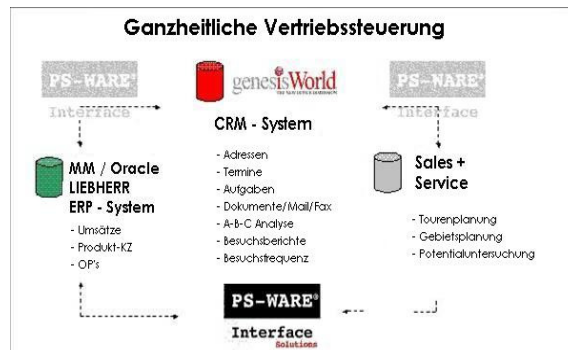 Ganzheitliche Vertriebssteuerung
PS-WARE®
Interface
genesisWorld
PS-WARE®
Interface
CRM - System
- Adressen
- Termine
- Aufgaben
- Dokumente/Mail/Fax
- A-B-C Analyse
- Besuchsberichte
- Besuchsfrequenz
MM / Oracle
LIEBHERR
ERP - System
- Umsätze
- Produkt-KZ
- OP's
Sales +
Service
- Tourenplanung
- Gebietsplanung
- Potentialuntersuchung
PS-WARE®
Interface
Solutions